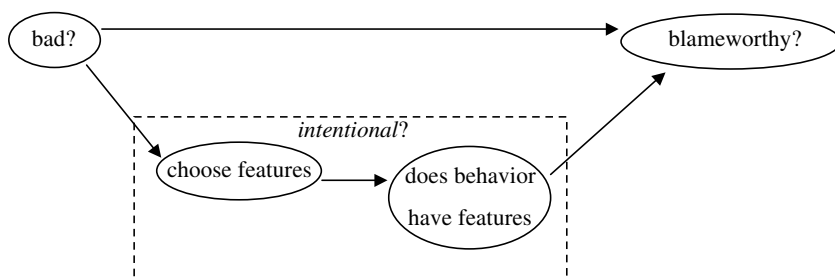 bad?
blameworthy?
intentional?
choose features
does behavior
have features